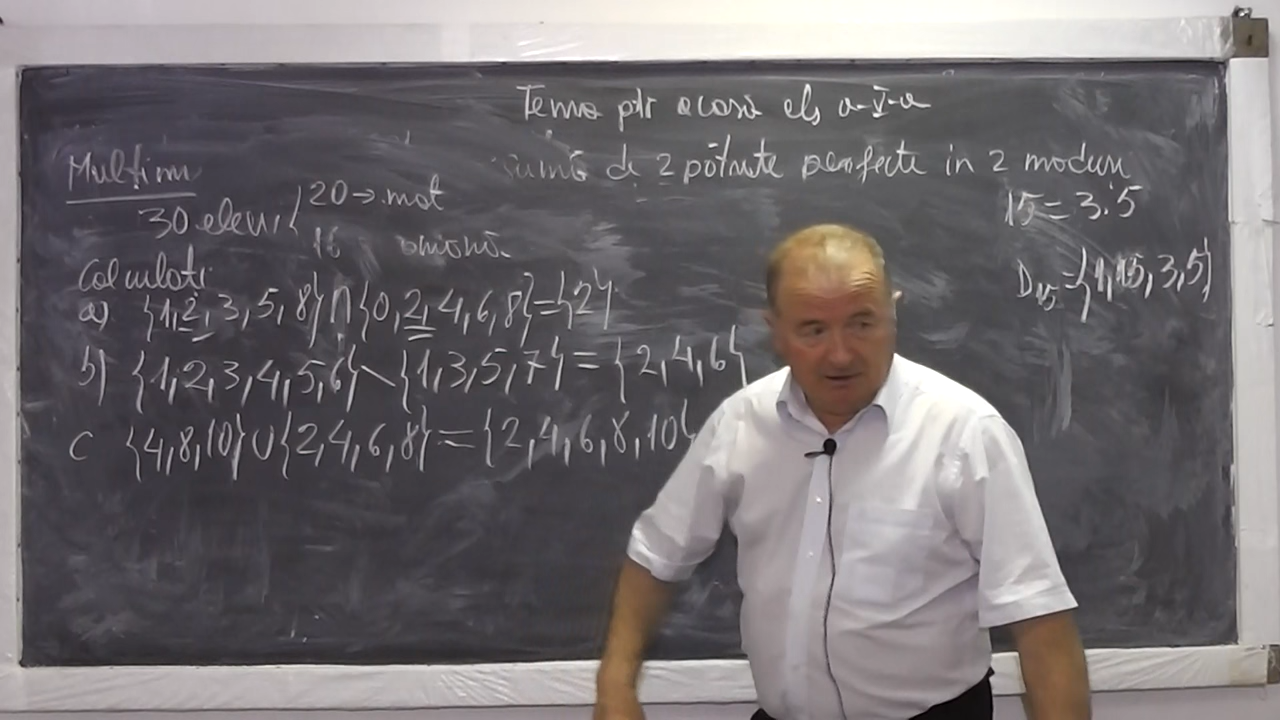 Tema ptr acasă cls a-V-a
sumă de 2 pătrate perfecte în 2 moduri
Mulțimi
15=3.5
30 elevi { 20→mat
16
D₁₅={1,15,3,5}
Calculați
a) {1,2,3,5,8}∩{0,2,4,6,8}={2}
b) {1,2,3,4,5,6}\{1,3,5,7}={2,4,6}
c {4,8,10}∪{2,4,6,8}={2,4,6,8,10}